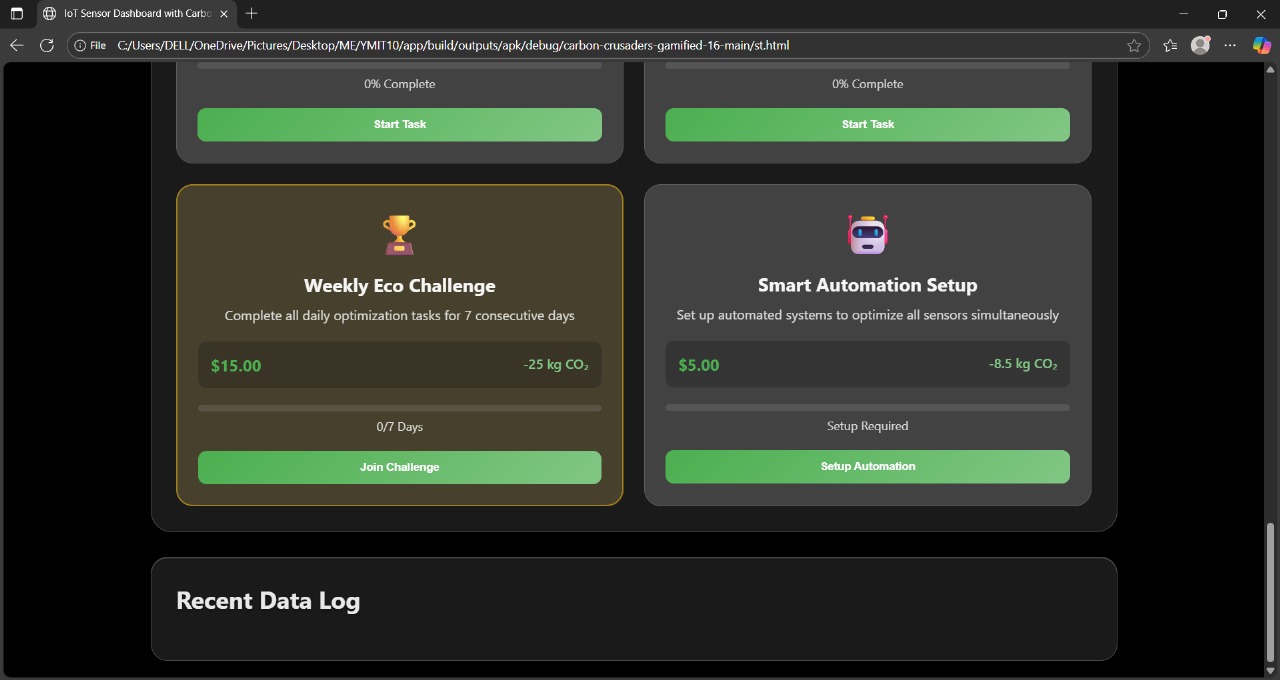 IoT Sensor Dashboard with Carbo
File
C:/Users/DELL/OneDrive/Pictures/Desktop/ME/YMIT10/app/build/outputs/apk/debug/carbon-crusaders-gamified-16-main/st.html
0% Complete
Start Task
0% Complete
Start Task
Weekly Eco Challenge
Complete all daily optimization tasks for 7 consecutive days
$15.00
-25 kg CO₂
0/7 Days
Join Challenge
Smart Automation Setup
Set up automated systems to optimize all sensors simultaneously
$5.00
-8.5 kg CO₂
Setup Required
Setup Automation
Recent Data Log